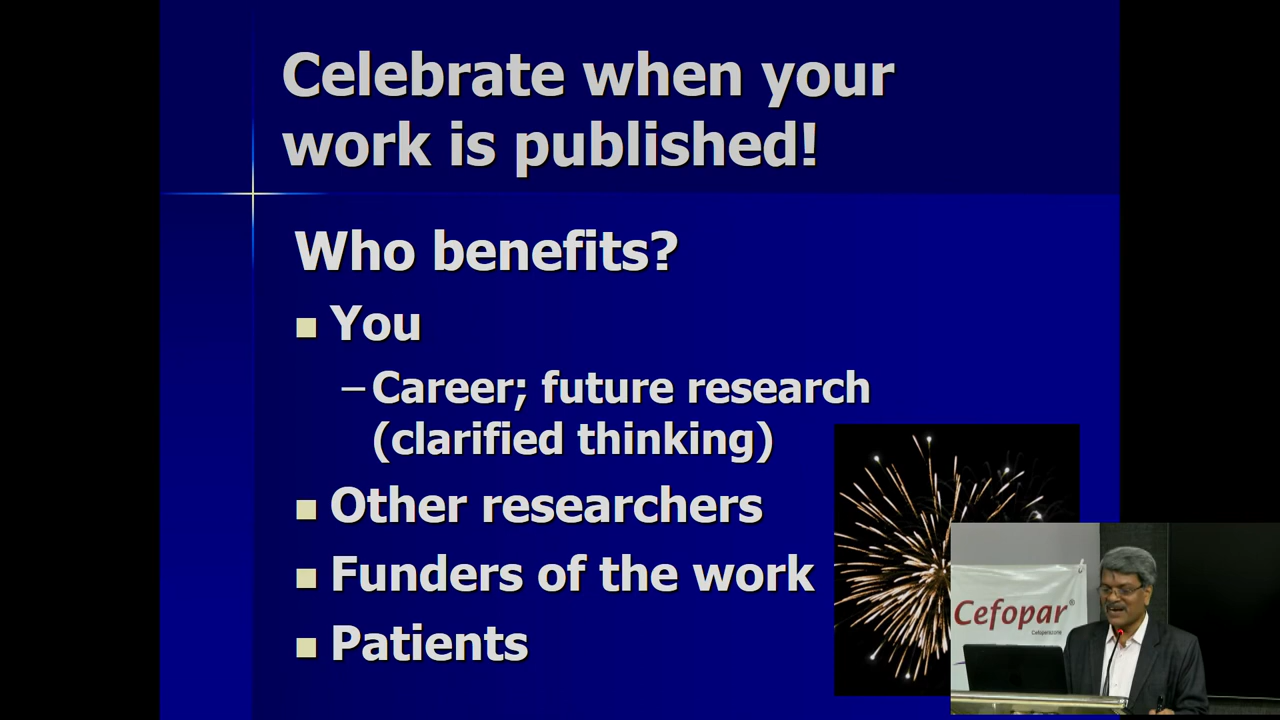 Celebrate when your
work is published!
Who benefits?
■ You
–Career; future research
(clarified thinking)
■ Other researchers
■ Funders of the work
■ Patients
Cefopar®